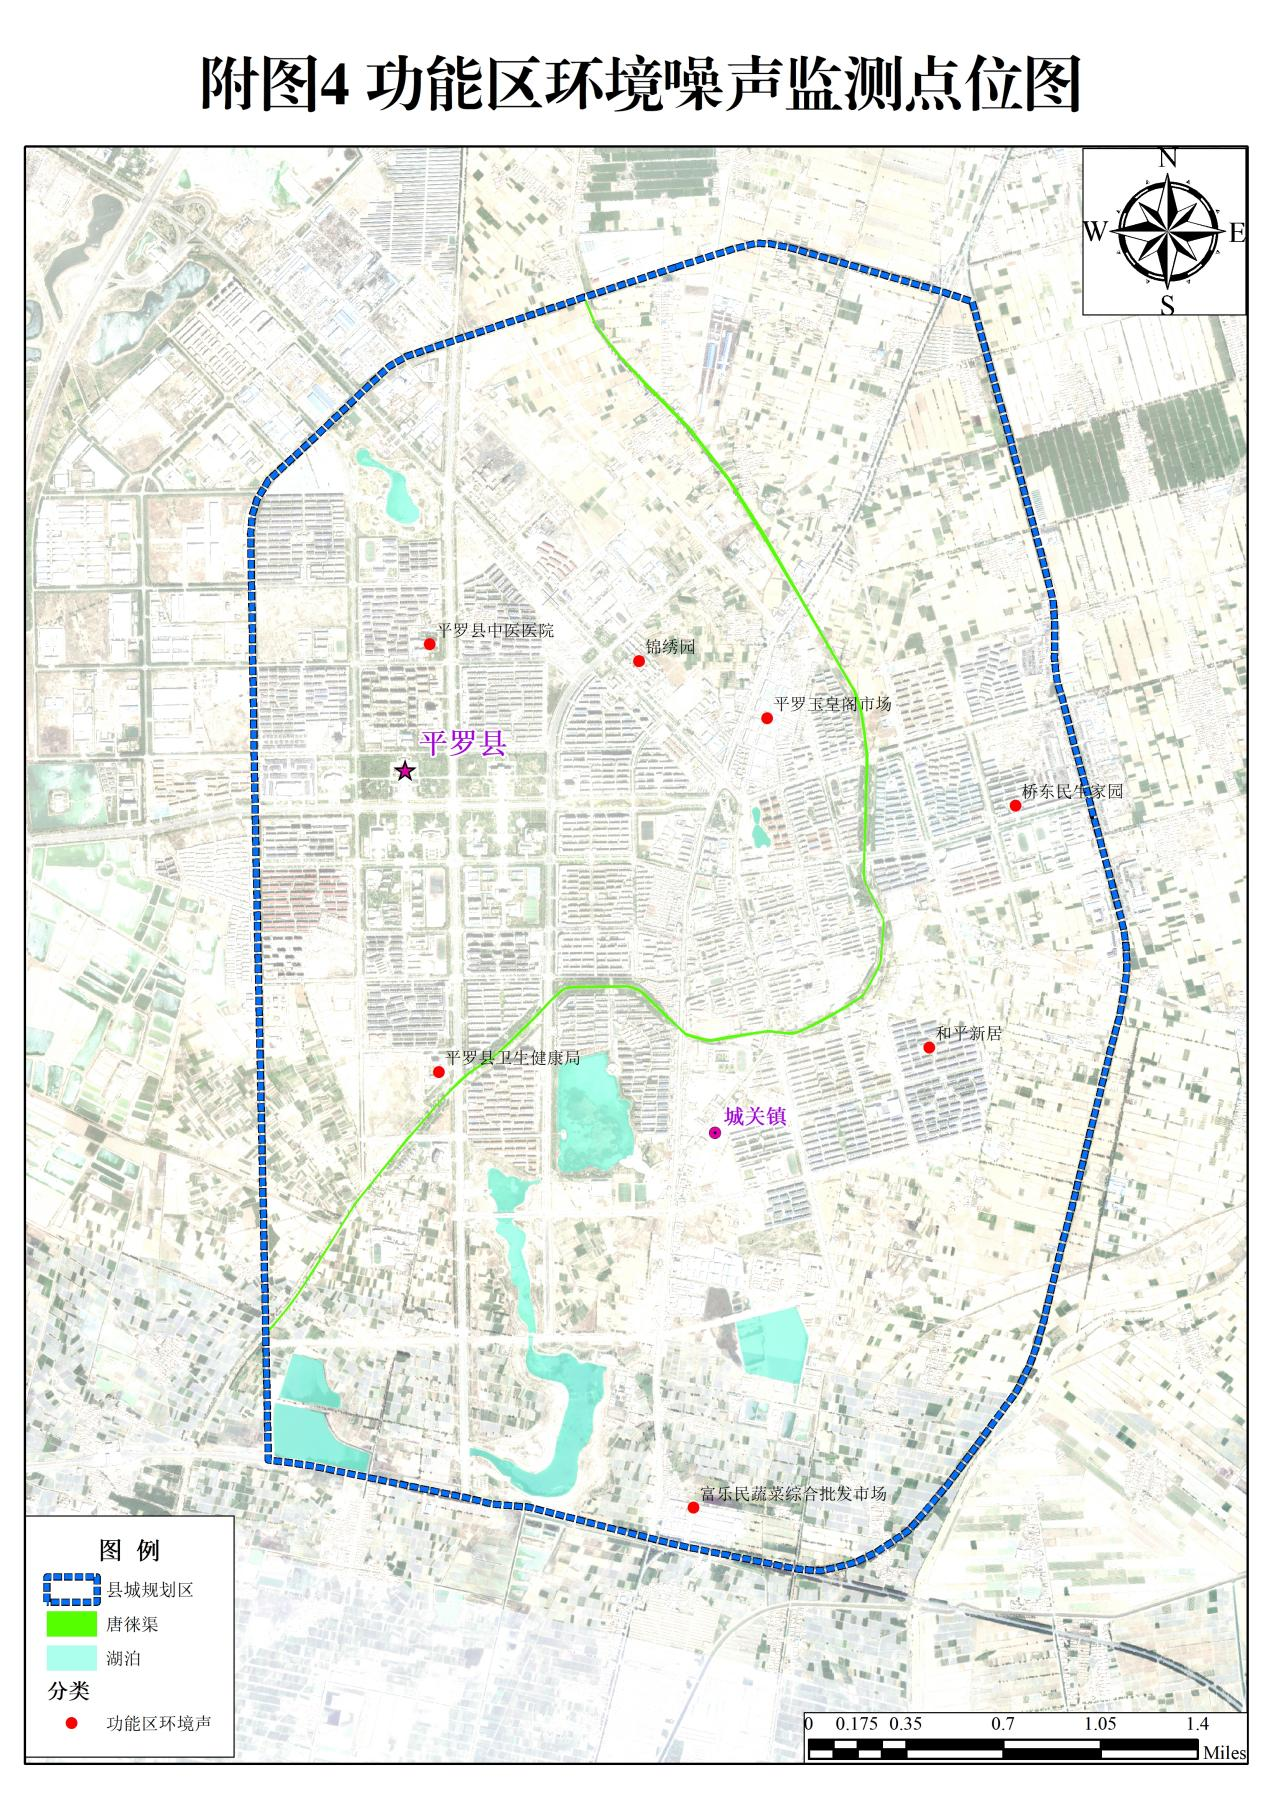 附图4 功能区环境噪声监测点位图
N
W
E
S
平罗县中医医院
锦绣园
平罗玉皇阁市场
平罗县
桥东民生家园
和平新居
平罗县卫生健康局
城关镇
富乐民蔬菜综合批发市场
图 例
县城规划区
唐徕渠
湖泊
分类
功能区环境声
0 0.175 0.35 0.7 1.05 1.4
Miles